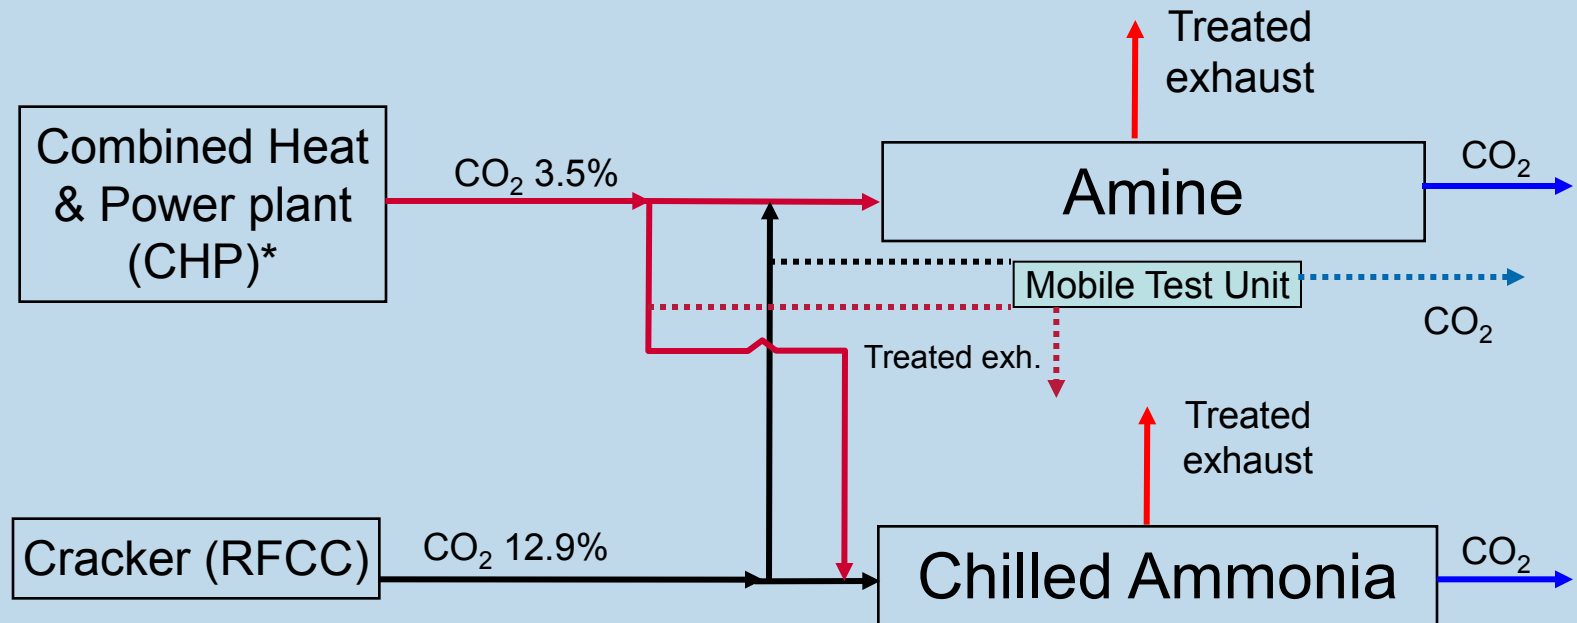 Treated
exhaust
Combined Heat
& Power plant
(CHP)*
CO₂ 3.5%
Amine
CO₂
Mobile Test Unit
CO₂
Treated exh.
Treated
exhaust
Cracker (RFCC)
CO₂ 12.9%
Chilled Ammonia
CO₂